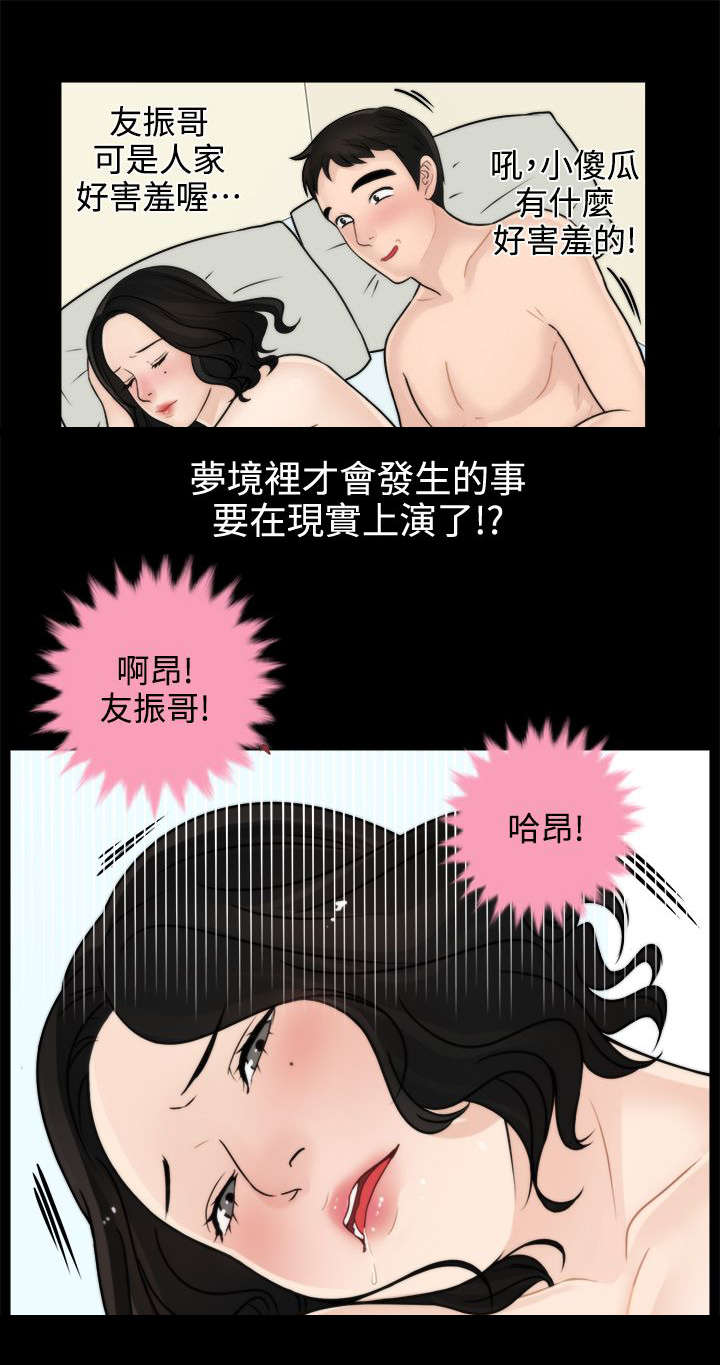 友振哥
可是人家
好害羞喔⋯
吼，小傻瓜
有什麼
好害羞的!
夢境裡才會發生的事
要在現實上演了!?
啊昂!
友振哥!
哈昂!